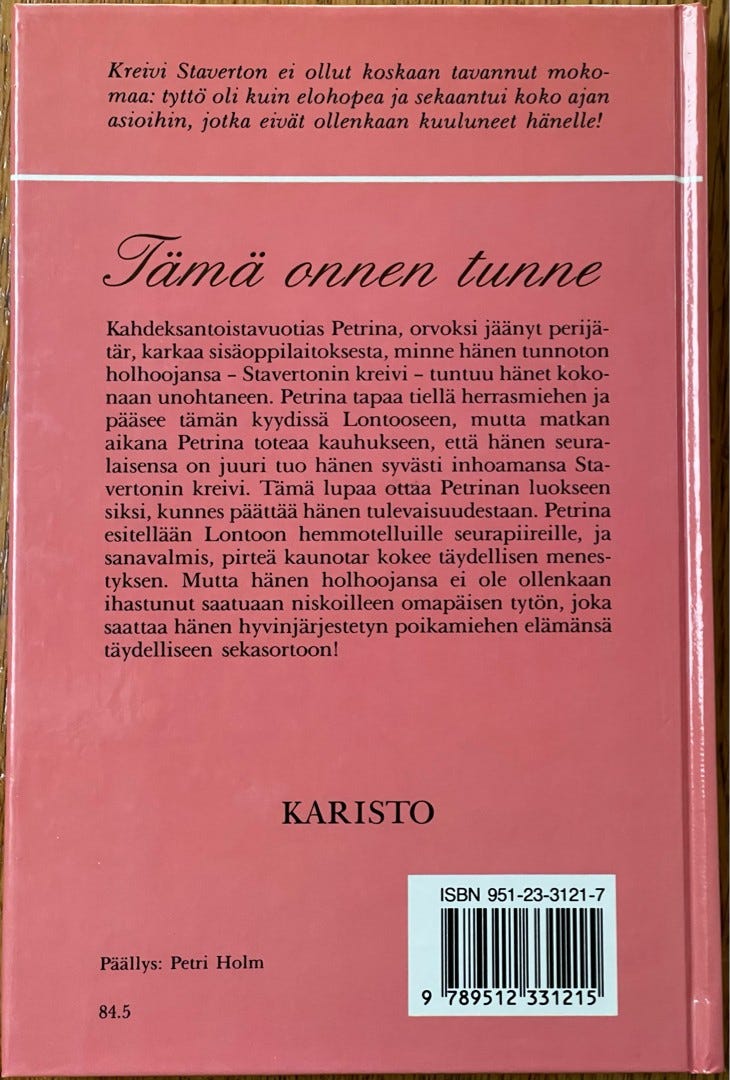 Kreivi Staverton ei ollut koskaan tavannut moko-
maa: tyttö oli kuin elohopea ja sekaantui koko ajan
asioihin, jotka eivät ollenkaan kuuluneet hänelle!
Tämä onnen tunne
Kahdeksantoistavuotias Petrina, orvoksi jäänyt perijä-
tär, karkaa sisäoppilaitoksesta, minne hänen tunnoton
holhoojansa – Stavertonin kreivi – tuntuu hänet koko-
naan unohtaneen. Petrina tapaa tiellä herrasmiehen ja
pääsee tämän kyydissä Lontooseen, mutta matkan
aikana Petrina toteaa kauhukseen, että hänen seura-
laisensa on juuri tuo hänen syvästi inhoamansa Sta-
vertonin kreivi. Tämä lupaa ottaa Petrinan luokseen
siksi, kunnes päättää hänen tulevaisuudestaan. Petrina
esitellään Lontoon hemmotelluille seurapiireille, ja
sanavalmis, pirteä kaunotar kokee täydellisen menes-
tyksen. Mutta hänen holhoojansa ei ole ollenkaan
ihastunut saatuaan niskoilleen omapäisen tytön, joka
saattaa hänen hyvinjärjestetyn poikamiehen elämänsä
täydelliseen sekasortoon!
KARISTO
ISBN 951-23-3121-7
9 789512 331215
Päällys: Petri Holm
84.5